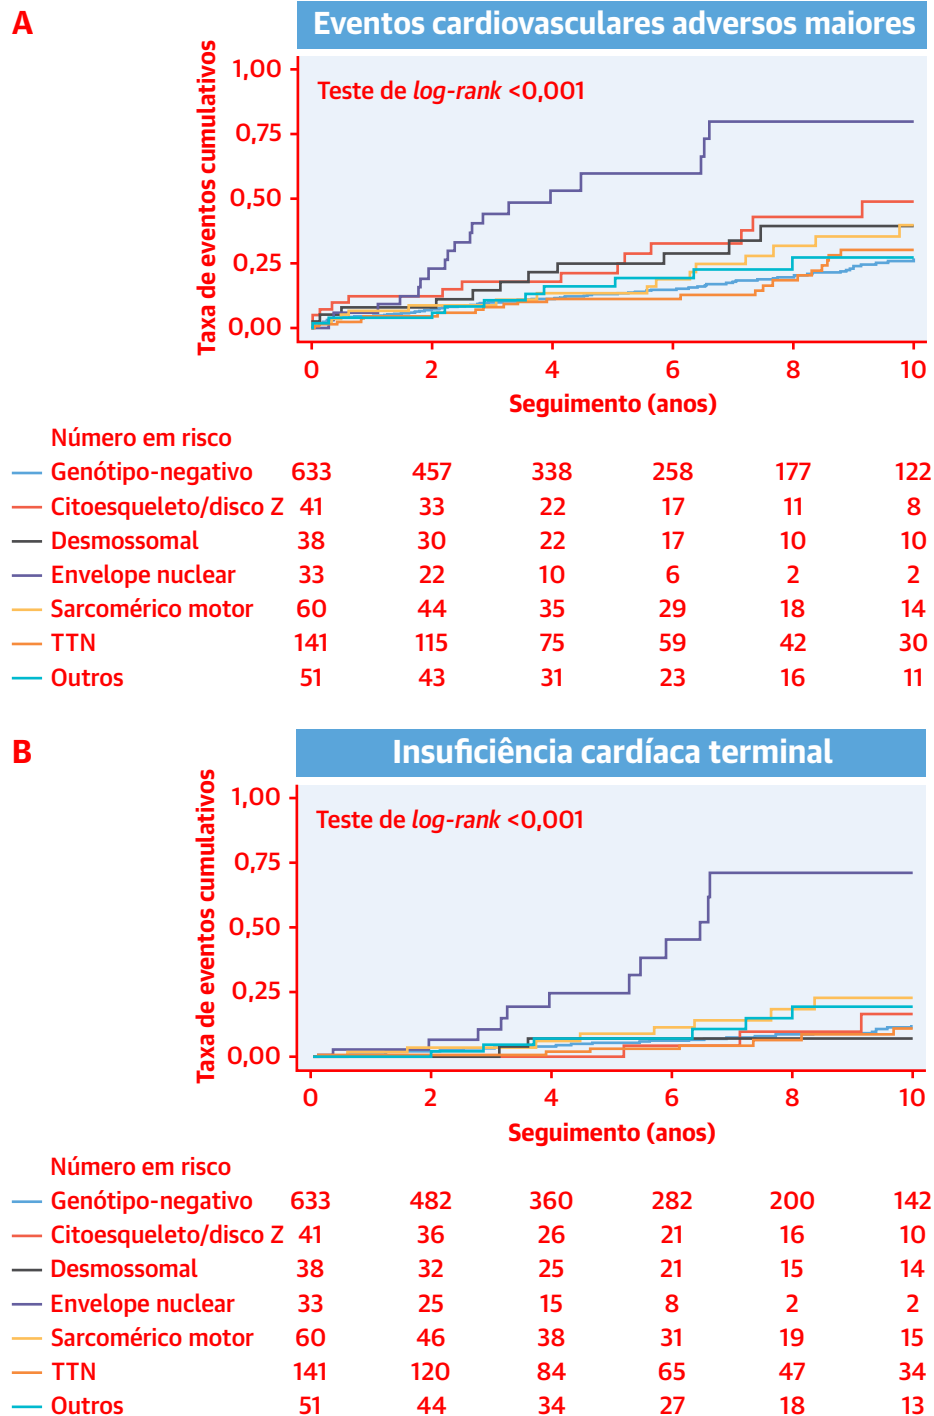 A
Eventos cardiovasculares adversos maiores
Taxa de eventos cumulativos
1,00
0,75
0,50
0,25
0,00
Teste de log-rank <0,001
0 2 4 6 8 10
Seguimento (anos)
Número em risco
Genótipo-negativo 633 457 338 258 177 122
Citoesqueleto/disco Z 41 33 22 17 11 8
Desmossomal 38 30 22 17 10 10
Envelope nuclear 33 22 10 6 2 2
Sarcomérico motor 60 44 35 29 18 14
TTN 141 115 75 59 42 30
Outros 51 43 31 23 16 11
B
Insuficiência cardíaca terminal
Taxa de eventos cumulativos
1,00
0,75
0,50
0,25
0,00
Teste de log-rank <0,001
0 2 4 6 8 10
Seguimento (anos)
Número em risco
Genótipo-negativo 633 482 360 282 200 142
Citoesqueleto/disco Z 41 36 26 21 16 10
Desmossomal 38 32 25 21 15 14
Envelope nuclear 33 25 15 8 2 2
Sarcomérico motor 60 46 38 31 19 15
TTN 141 120 84 65 47 34
Outros 51 44 34 27 18 13